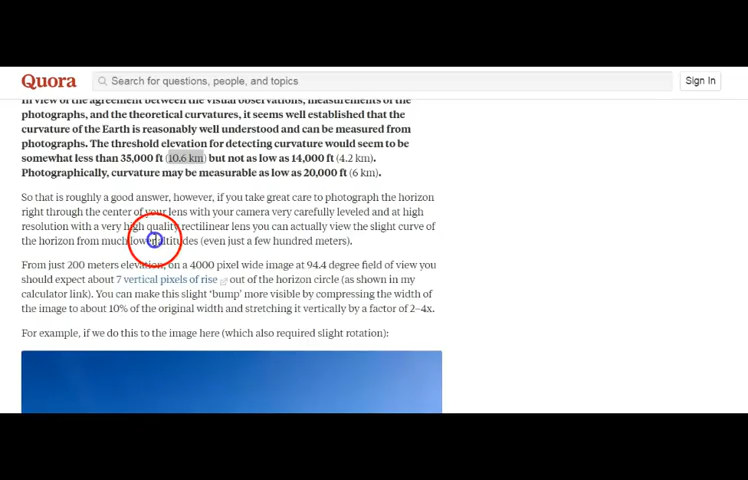 Quora
Search for questions, people, and topics
Sign In
In view of the agreement between the visual observations, measurements of the
photographs, and the theoretical curvatures, it seems well established that the
curvature of the Earth is reasonably well understood and can be measured from
photographs. The threshold elevation for detecting curvature would seem to be
somewhat less than 35,000 ft (10.6 km) but not as low as 14,000 ft (4.2 km).
Photographically, curvature may be measurable as low as 20,000 ft (6 km).
So that is roughly a good answer, however, if you take great care to photograph the horizon
right through the center of your lens with your camera very carefully leveled and at high
resolution with a very high quality rectilinear lens you can actually view the slight curve of
the horizon from much lower altitudes (even just a few hundred meters).
From just 200 meters elevation, on a 4000 pixel wide image at 94.4 degree field of view you
should expect about 7 vertical pixels of rise out of the horizon circle (as shown in my
calculator link). You can make this slight ‘bump’ more visible by compressing the width of
the image to about 10% of the original width and stretching it vertically by a factor of 2–4x.
For example, if we do this to the image here (which also required slight rotation):